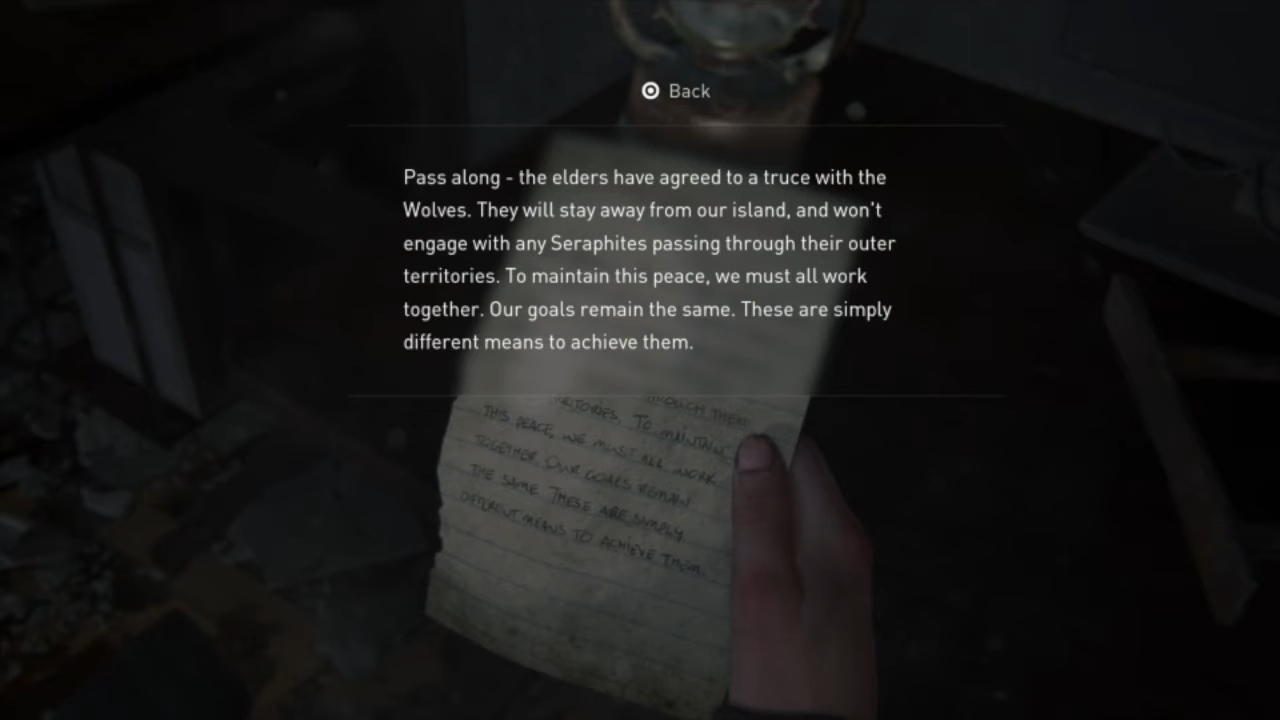 Back
Pass along - the elders have agreed to a truce with the
Wolves. They will stay away from our island, and won't
engage with any Seraphites passing through their outer
territories. To maintain this peace, we must all work
together. Our goals remain the same. These are simply
different means to achieve them.
THROUGH THEIR
TERRITORIES. TO MAINTAIN
THIS PEACE, WE MUST ALL WORK
TOGETHER. OUR GOALS REMAIN
THE SAME. THESE ARE SIMPLY
DIFFERENT MEANS TO ACHIEVE THEM.